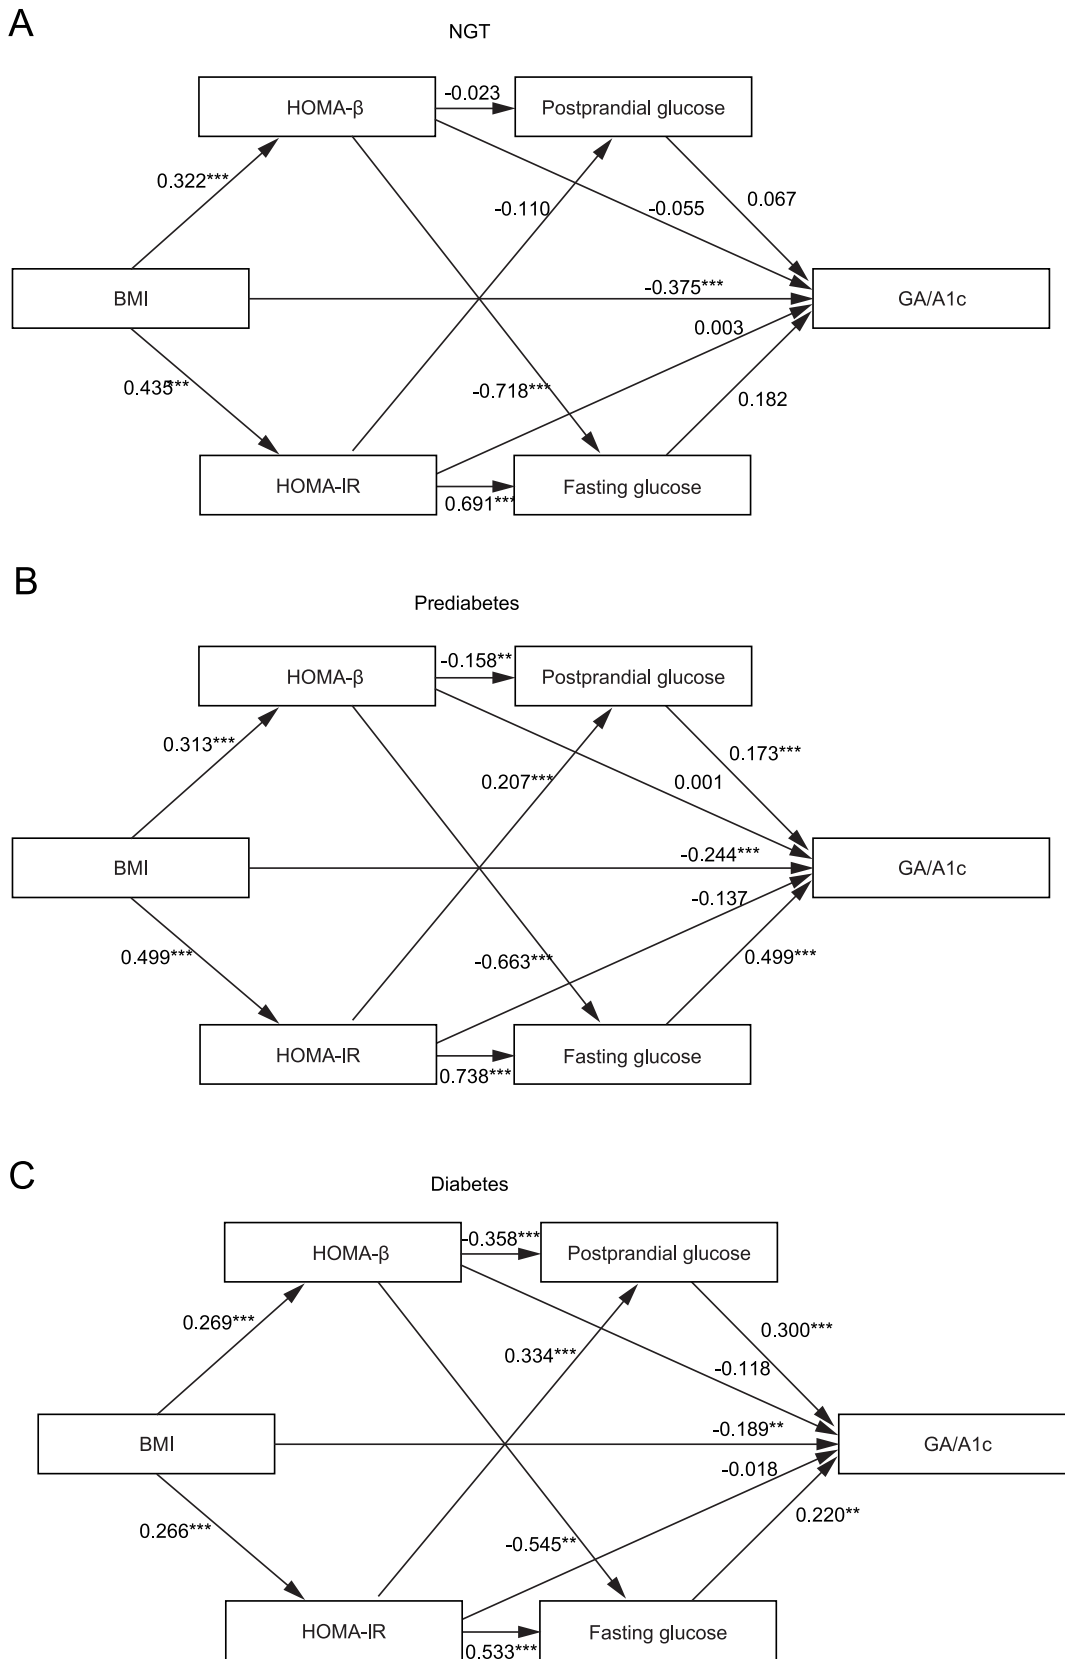 A
NGT
HOMA-β
-0.023
Postprandial glucose
0.322***
-0.110
-0.055
0.067
BMI
-0.375***
GA/A1c
0.003
0.435***
-0.718***
0.182
HOMA-IR
0.691***
Fasting glucose
B
Prediabetes
HOMA-β
-0.158**
Postprandial glucose
0.313***
0.207***
0.001
0.173***
BMI
-0.244***
GA/A1c
-0.137
0.499***
-0.663***
0.499***
HOMA-IR
0.738***
Fasting glucose
C
Diabetes
HOMA-β
-0.358***
Postprandial glucose
0.269***
0.334***
-0.118
0.300***
BMI
-0.189**
GA/A1c
-0.018
0.266***
-0.545**
0.220**
HOMA-IR
0.533***
Fasting glucose